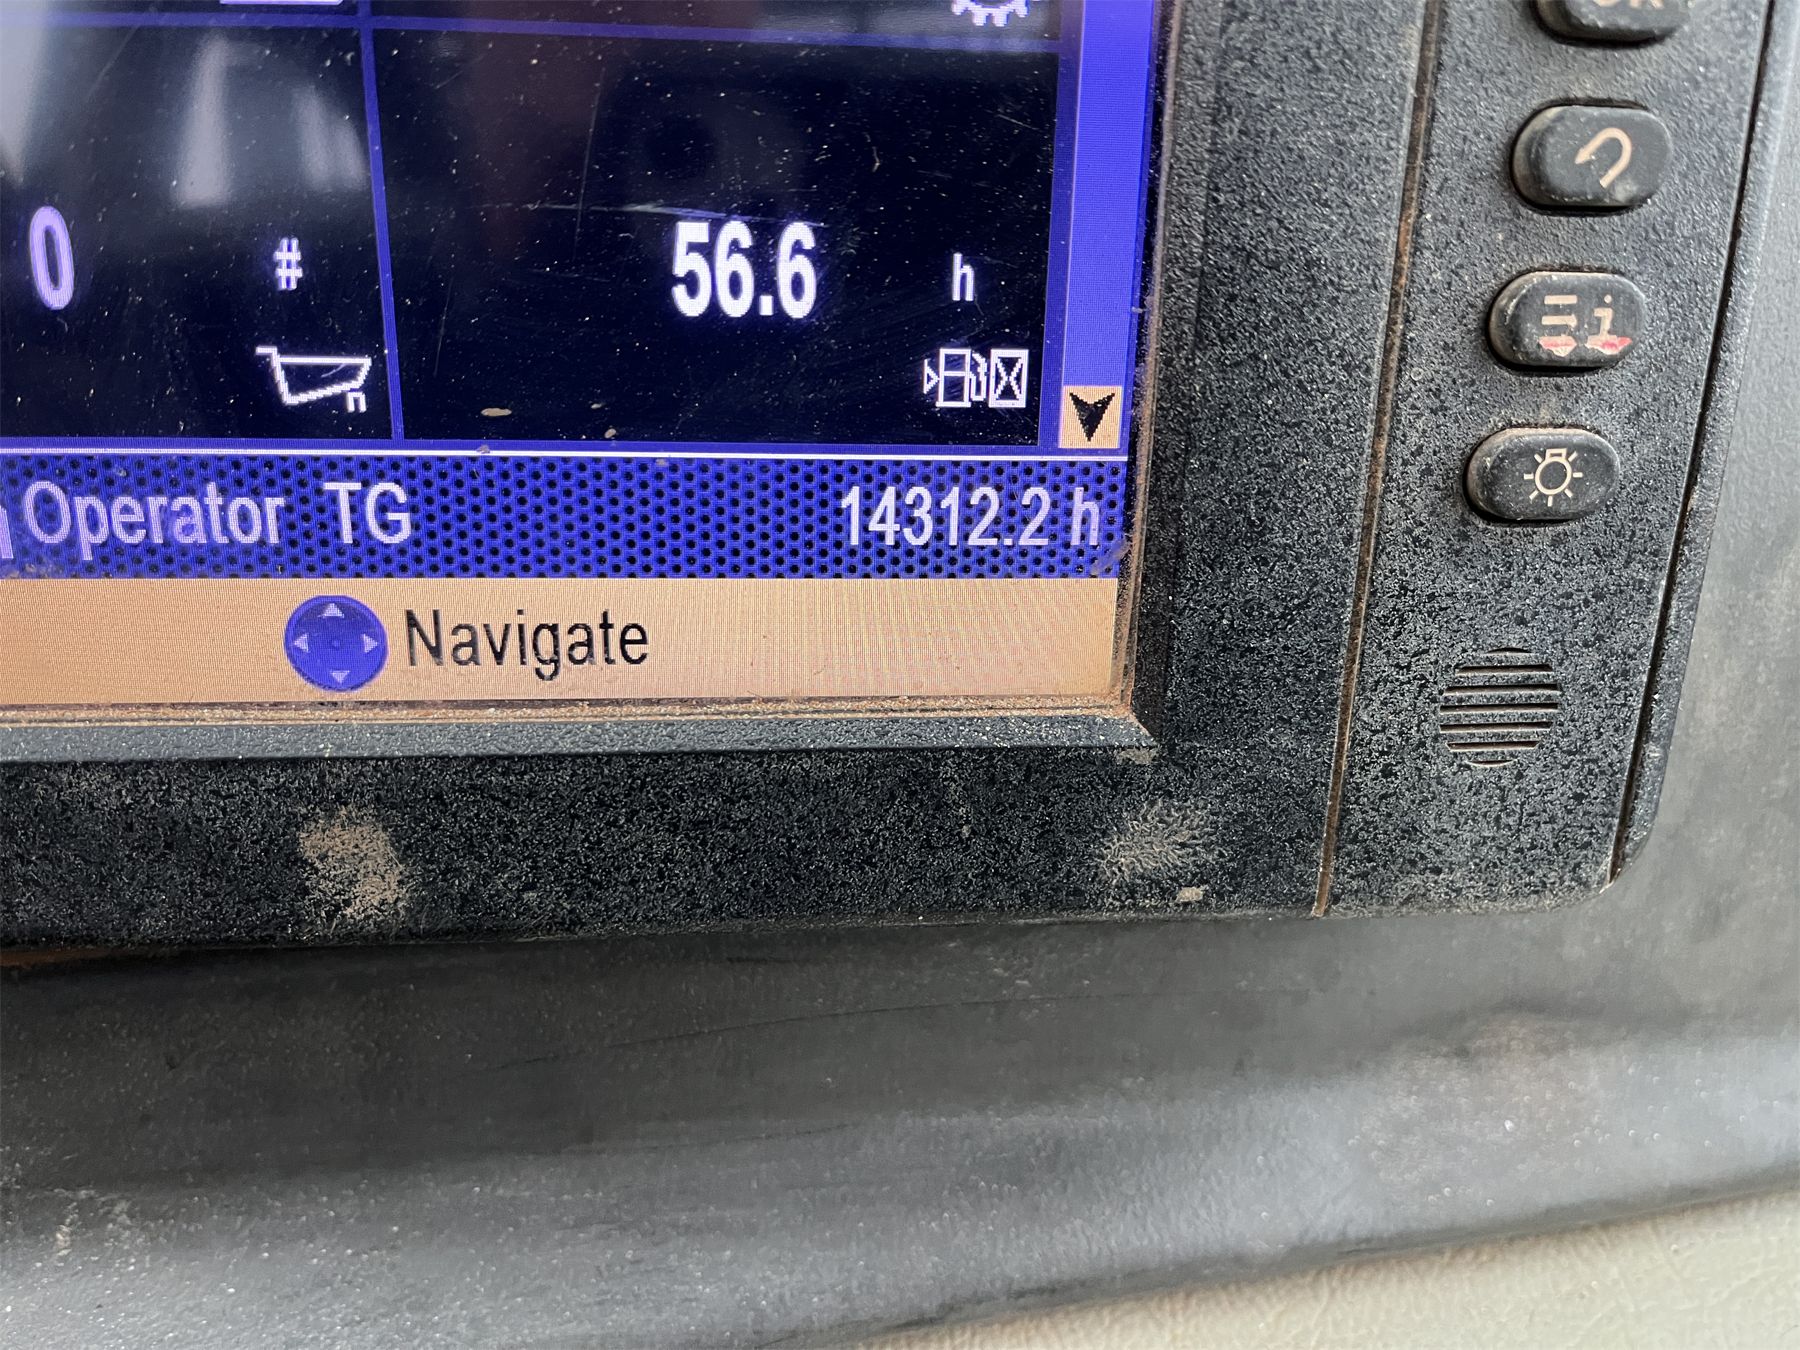 0 #
56.6 h
Operator TG 14312.2 h
Navigate
i